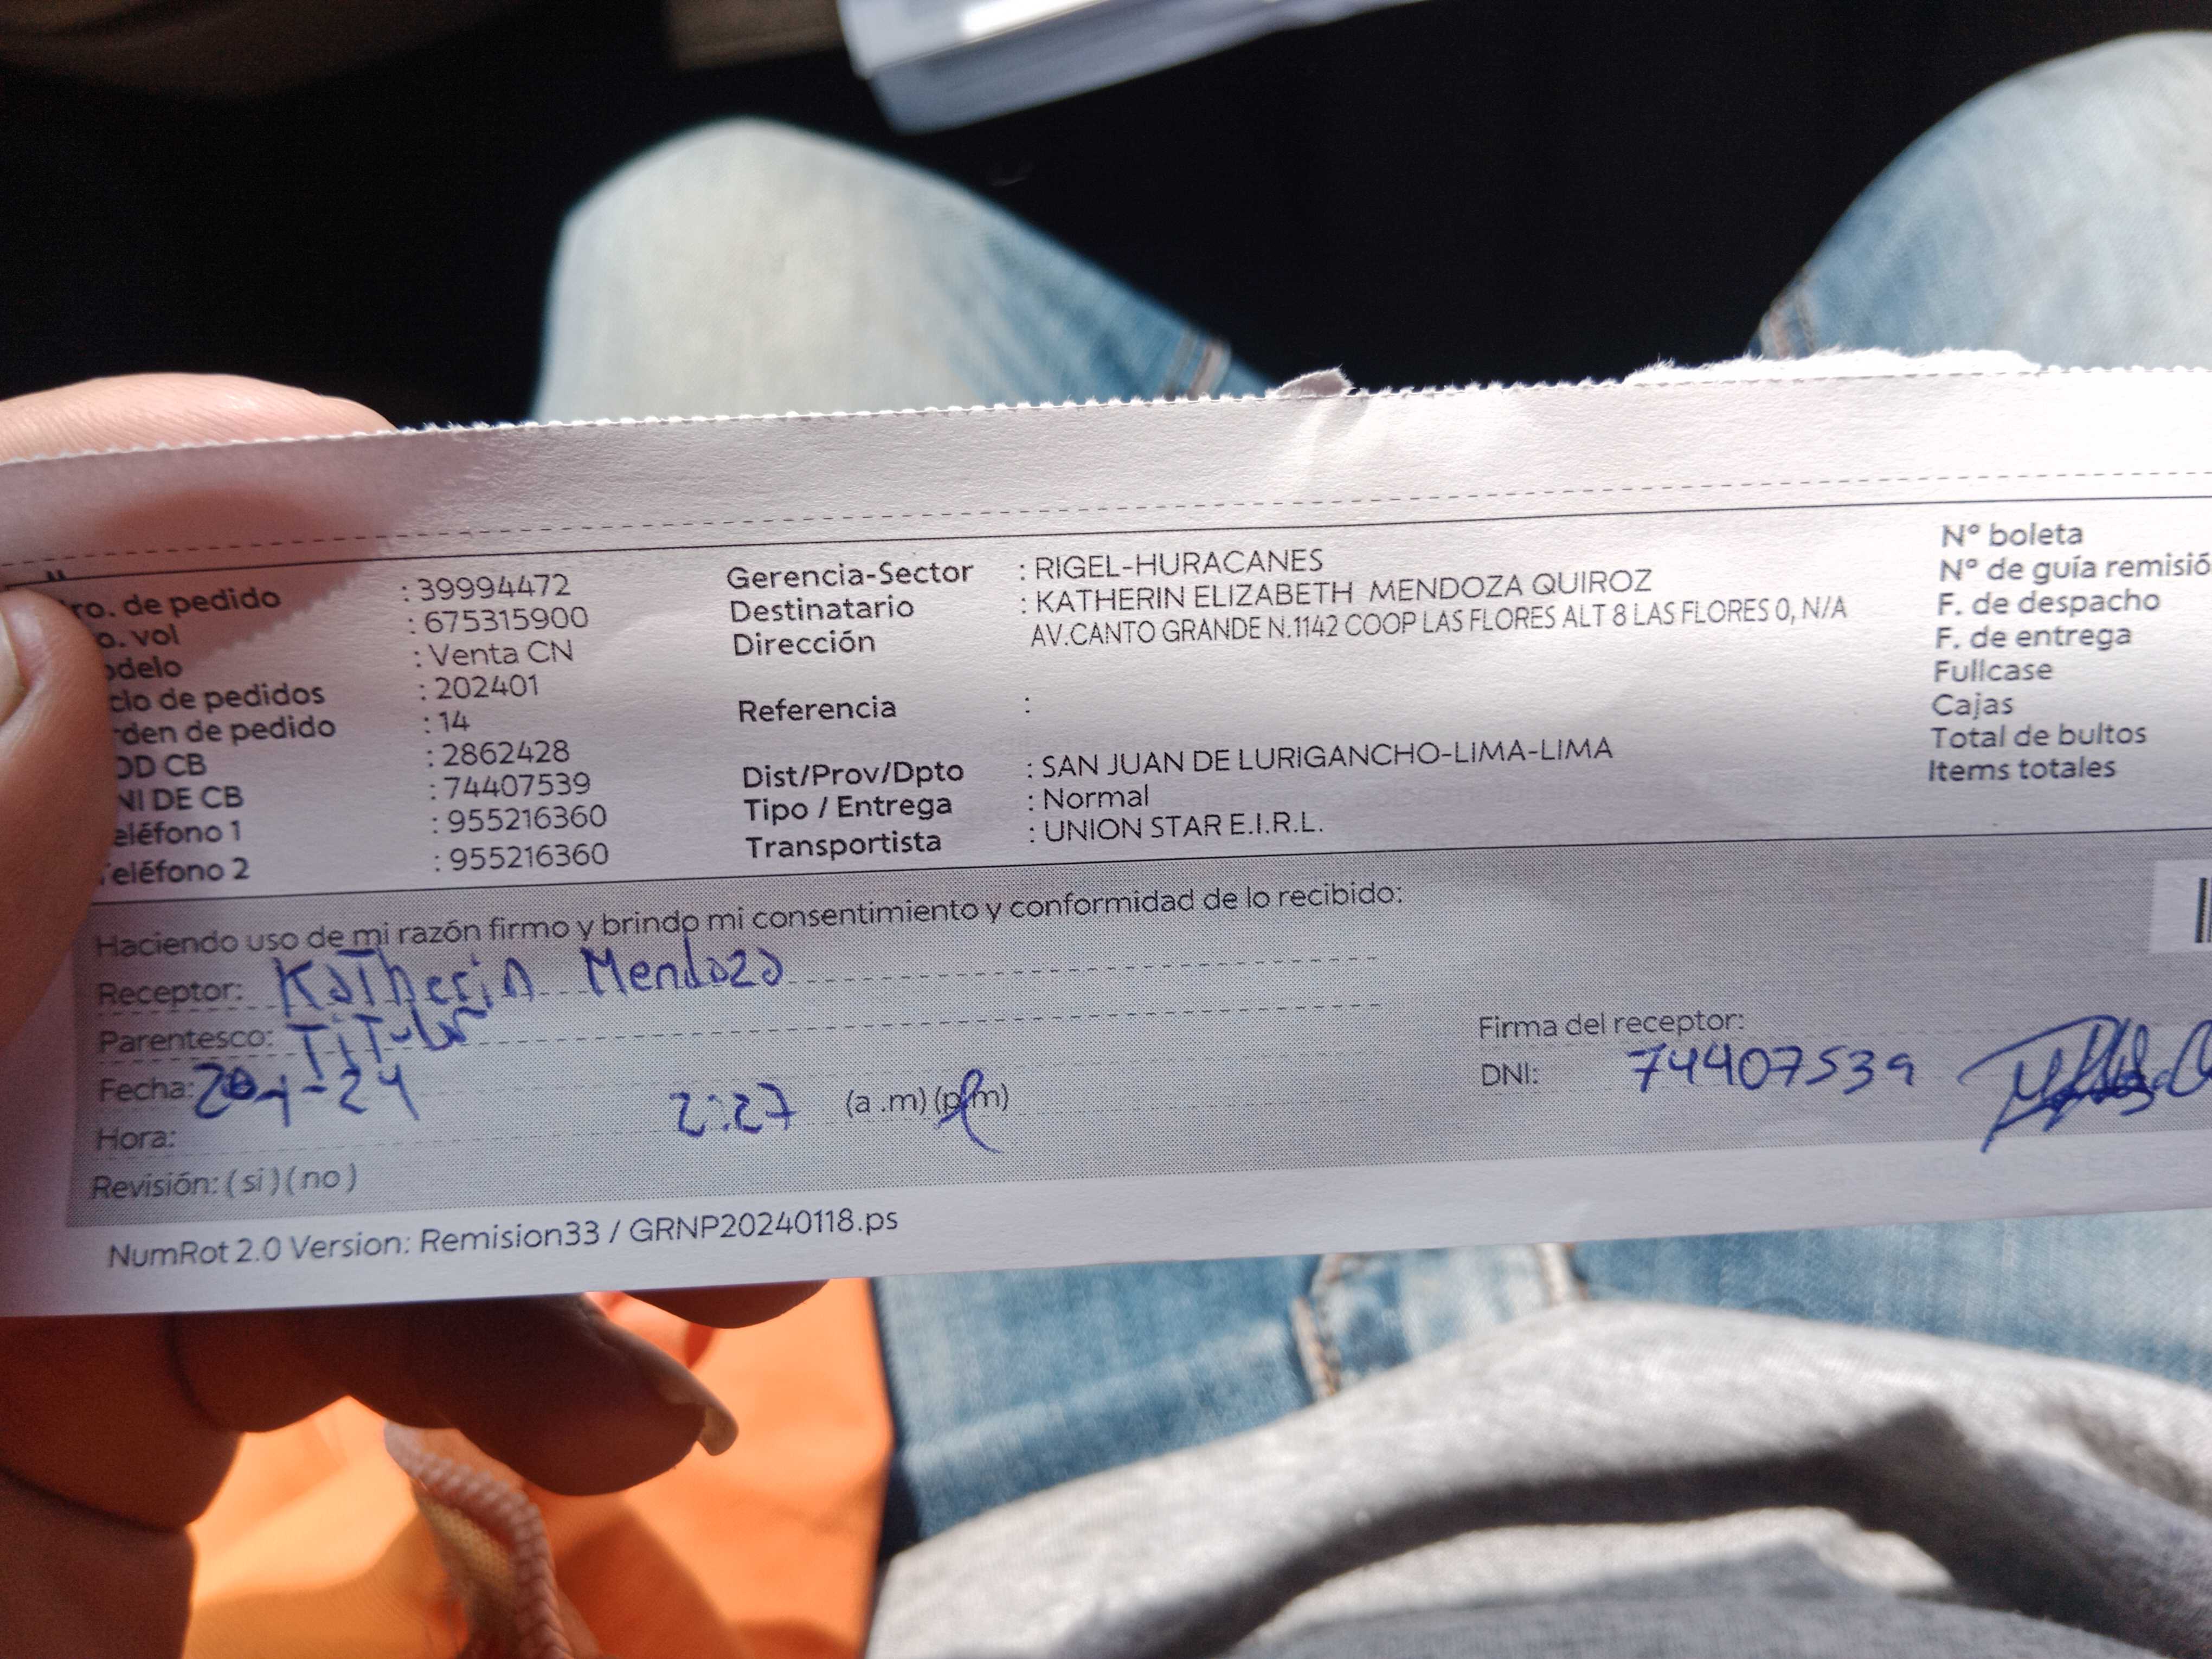 ro. de pedido : 39994472
o. vol : 675315900
odelo : Venta CN
clo de pedidos : 202401
rden de pedido : 14
OD CB : 2862428
NI DE CB : 74407539
eléfono 1 : 955216360
eléfono 2 : 955216360
Gerencia-Sector : RIGEL-HURACANES
Destinatario : KATHERIN ELIZABETH MENDOZA QUIROZ
Dirección AV.CANTO GRANDE N.1142 COOP LAS FLORES ALT 8 LAS FLORES 0, N/A
Referencia :
Dist/Prov/Dpto : SAN JUAN DE LURIGANCHO-LIMA-LIMA
Tipo / Entrega : Normal
Transportista : UNION STAR E.I.R.L.
N° boleta
N° de guía remisió
F. de despacho
F. de entrega
Fullcase
Cajas
Total de bultos
Items totales
Haciendo uso de mi razón firmo y brindo mi consentimiento y conformidad de lo recibido:
Receptor: Katherin Mendoza
Parentesco: Titular
Firma del receptor:
Fecha:
DNI: 74407539
Hora: 2:27 (a .m) (p.m)
Revisión: (si) (no)
NumRot 2.0 Version: Remision33 / GRNP20240118.ps